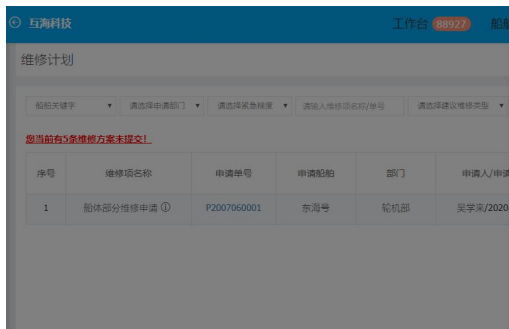 互海科技 工作台 88927 船舶
维修计划
船舶关键字 请选择申请部门 请选择紧急程度 请输入维修项名称/单号 请选择建议维修类型
您当前有5条维修方案未提交！
序号 维修项名称 申请单号 申请船舶 部门 申请人/申请
1 船体部分维修申请 P2007060001 东海号 轮机部 吴学来/2020